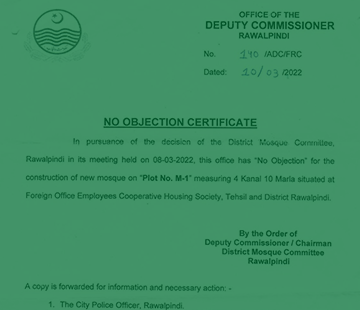 OFFICE OF THE
DEPUTY COMMISSIONER
RAWALPINDI
No. 190 /ADC/FRC
Dated: 10/03/2022
NO OBJECTION CERTIFICATE
In pursuance of the decision of the District Mosque Committee,
Rawalpindi in its meeting held on 08-03-2022, this office has “No Objection” for the
construction of new mosque on “Plot No. M-1” measuring 4 Kanal 10 Marla situated at
Foreign Office Employees Cooperative Housing Society, Tehsil and District Rawalpindi.
By the Order of
Deputy Commissioner / Chairman
District Mosque Committee
Rawalpindi
A copy is forwarded for information and necessary action: -
1. The City Police Officer, Rawalpindi.